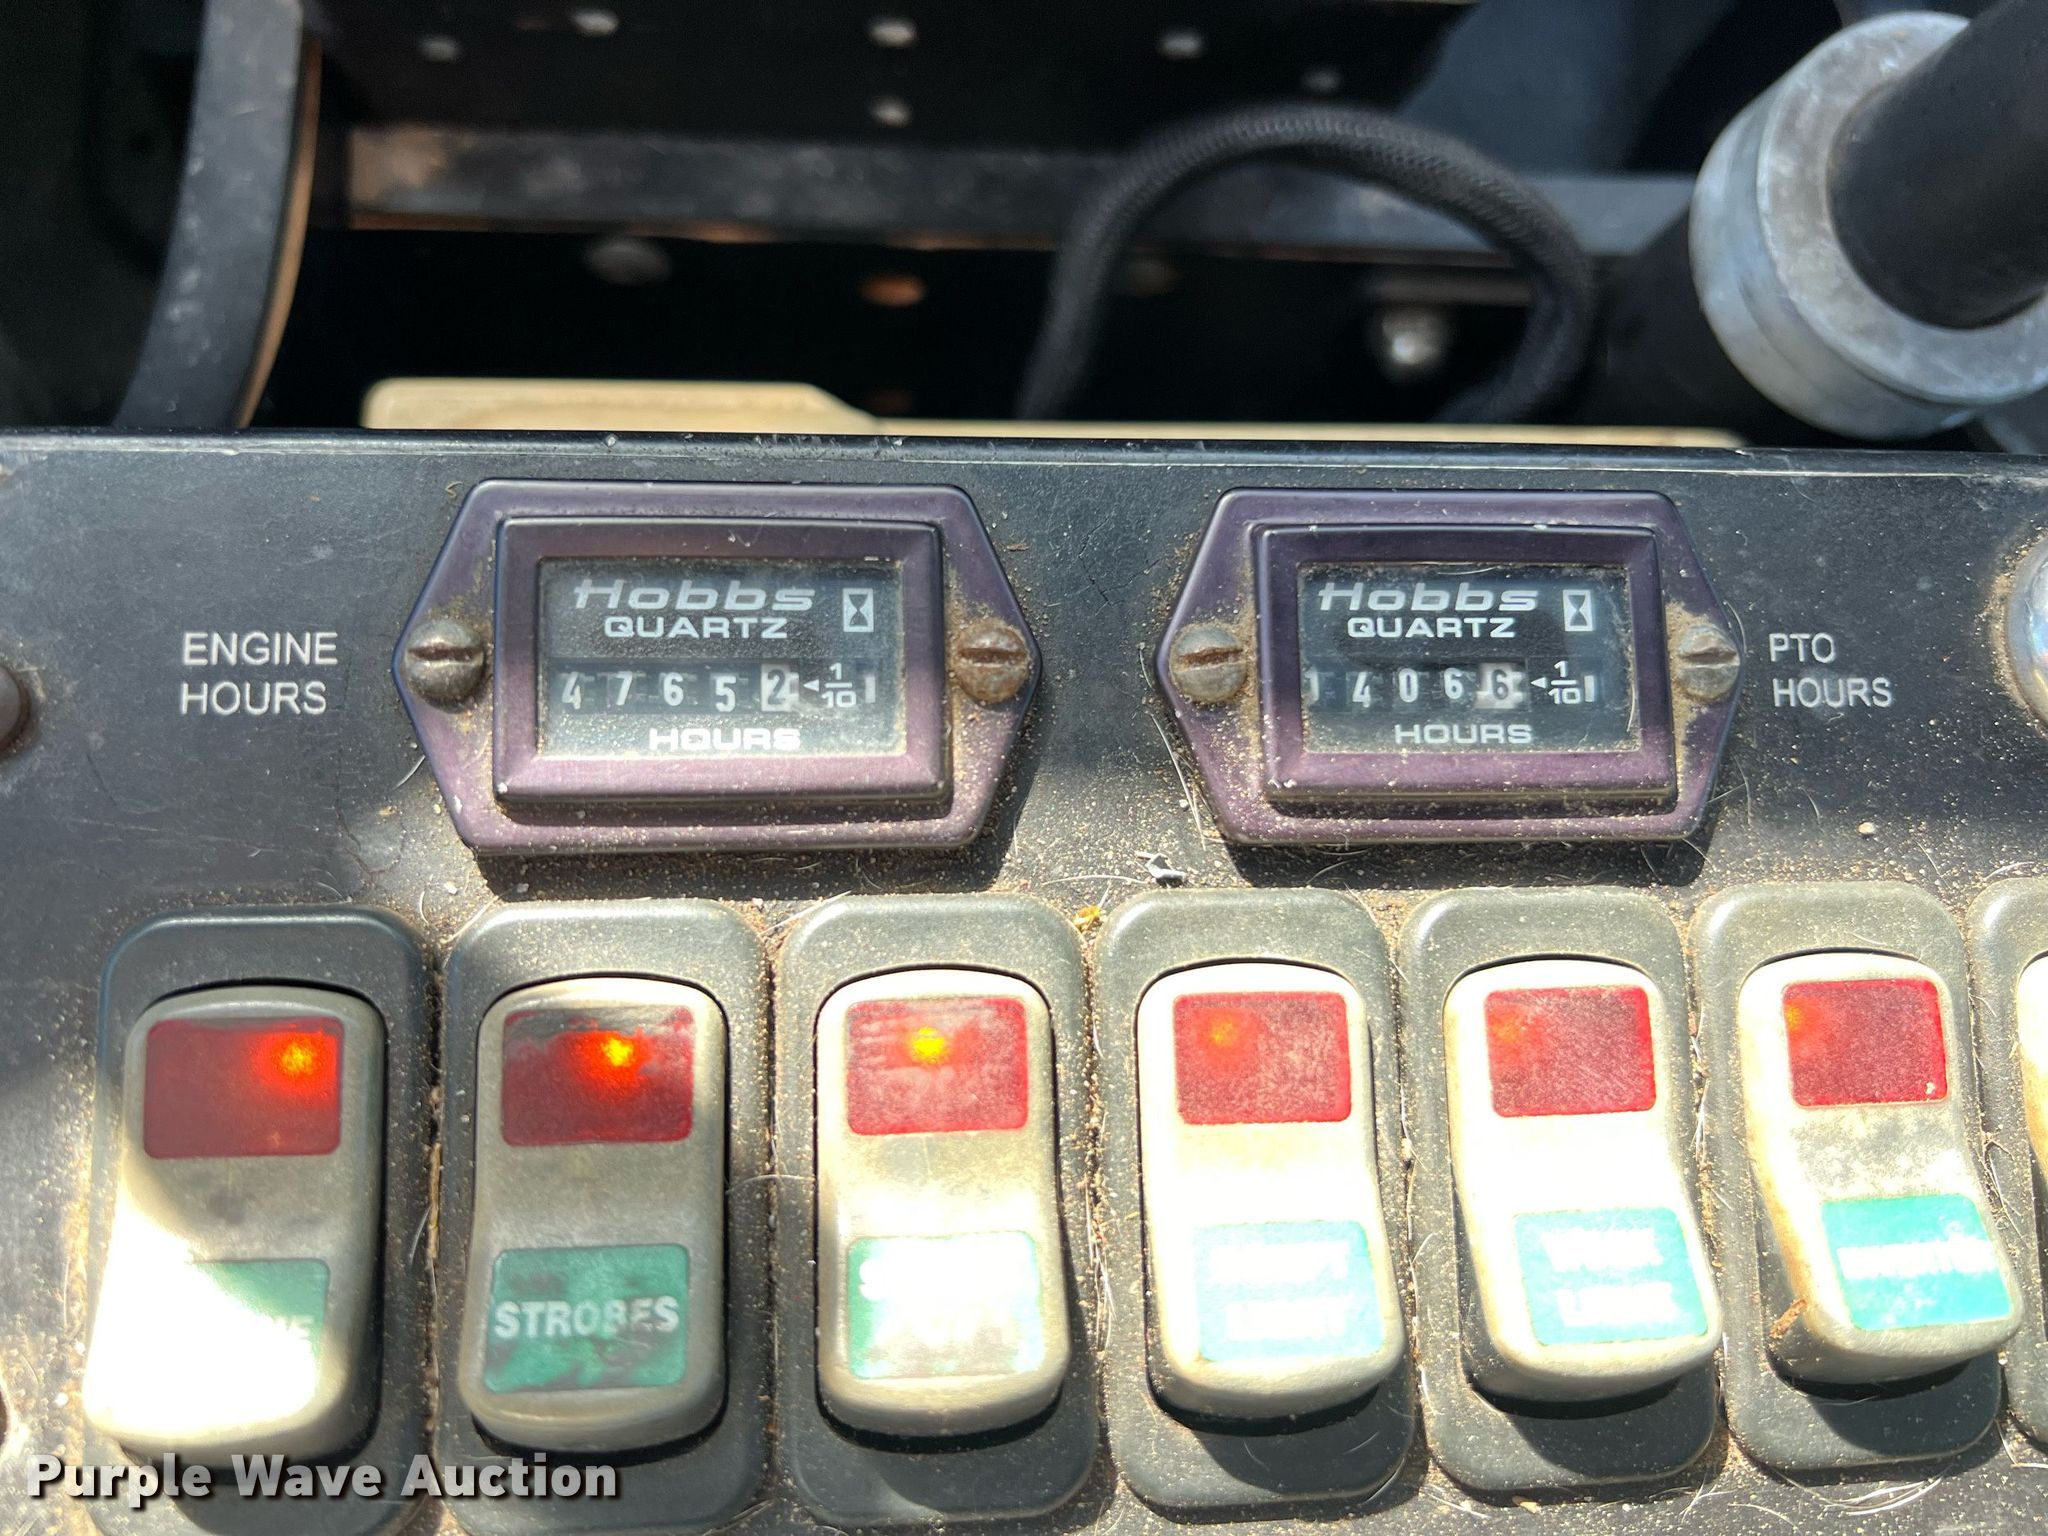 ENGINE
HOURS
Hobbs
QUARTZ
4 7 6 5 2 ◄ 1/10
HOURS
Hobbs
QUARTZ
1 4 0 6 6 ◄ 1/10
HOURS
PTO
HOURS
STROBES
WORK
Purple Wave Auction